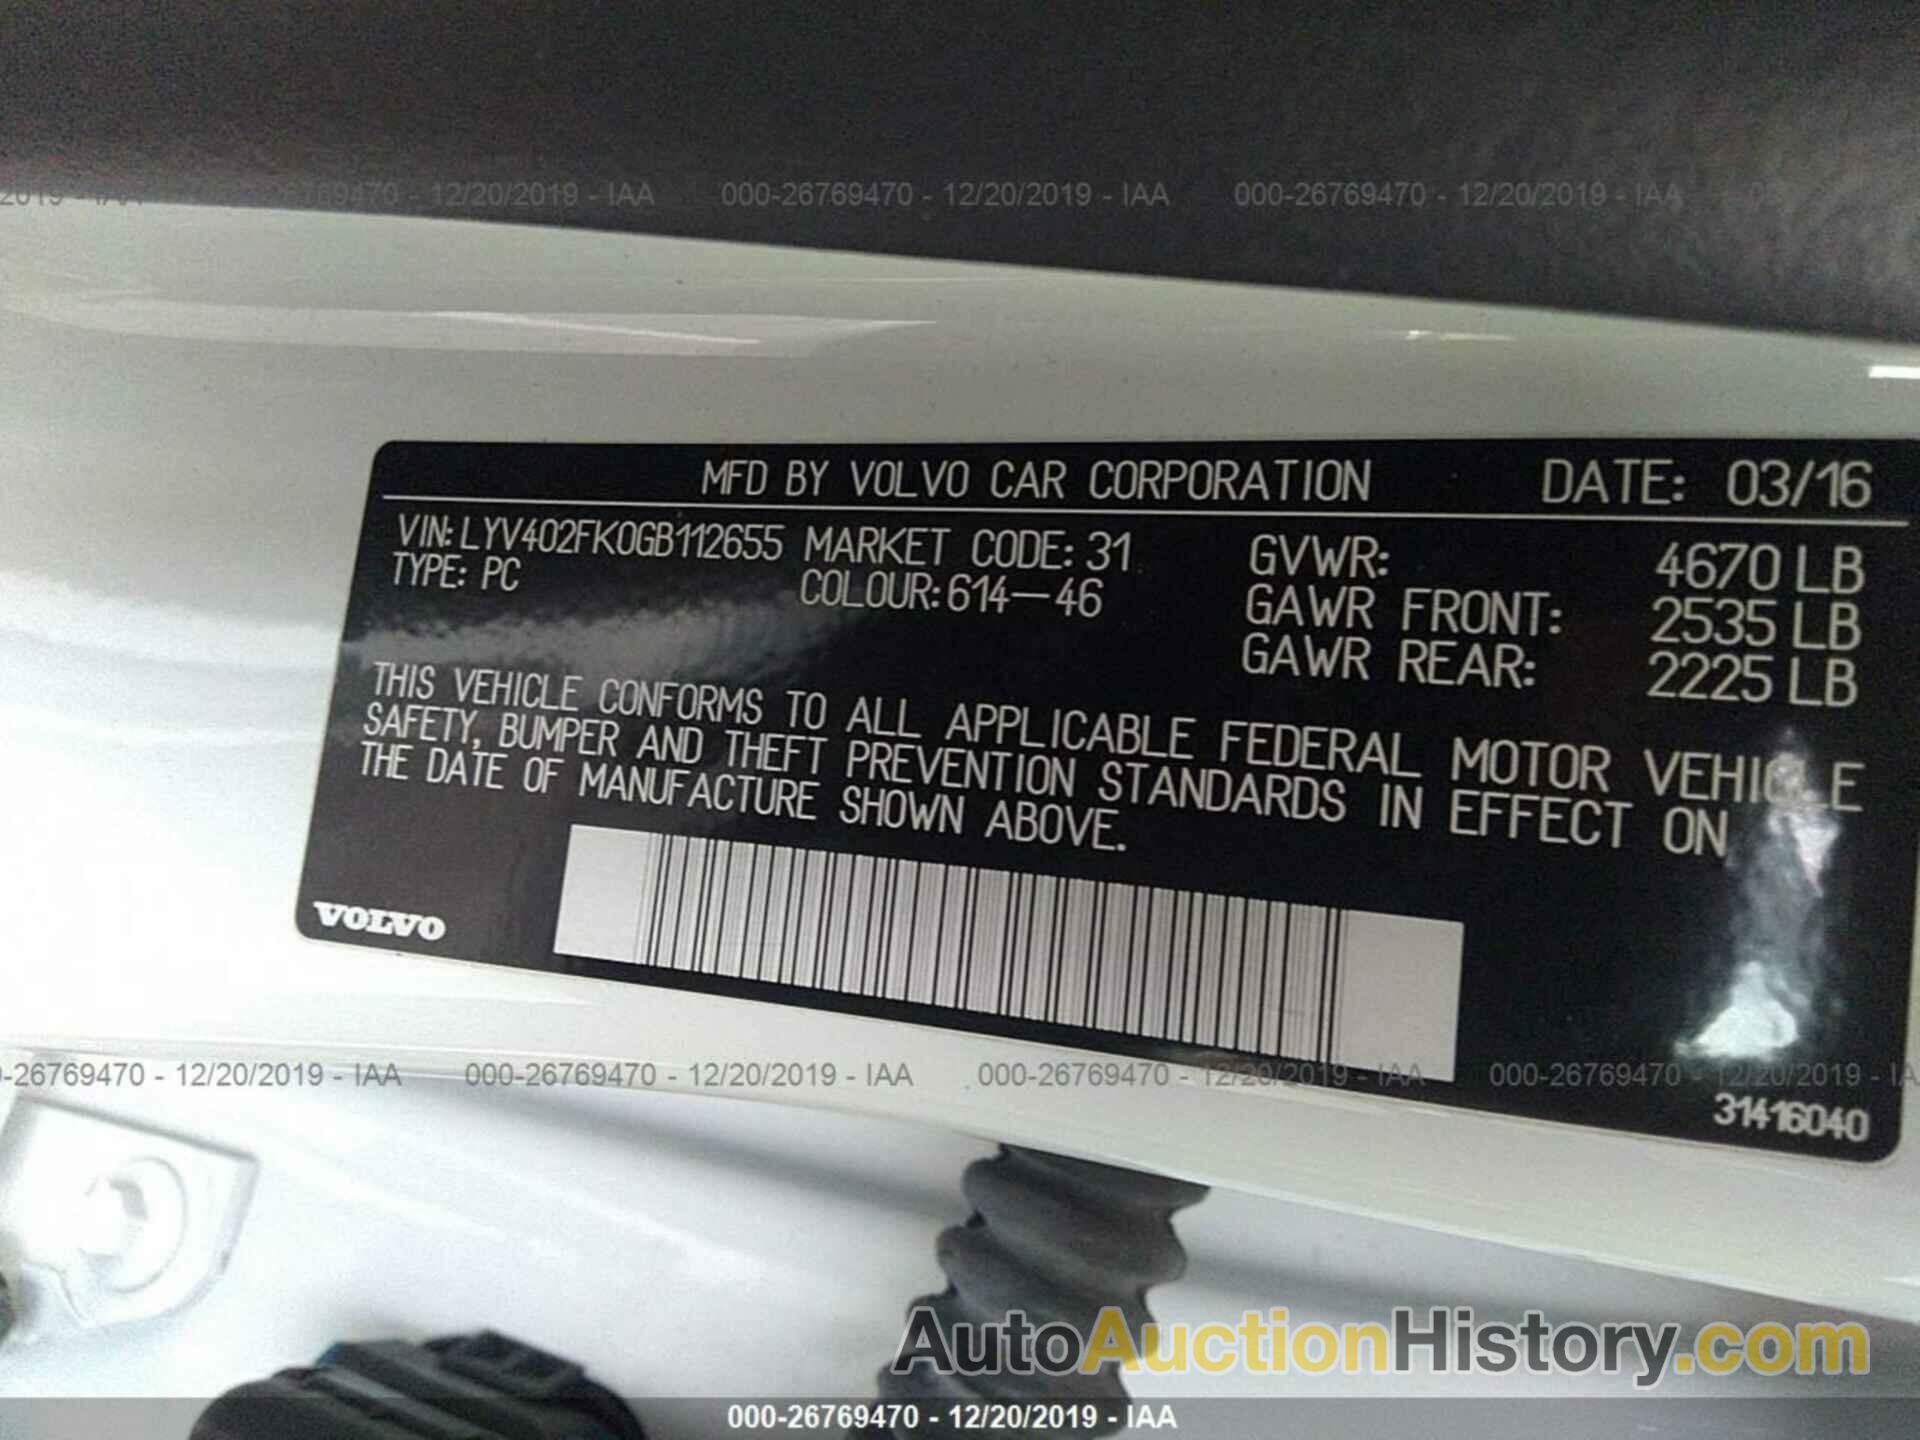 2019 - IAA 26769470 - 12/20/2019 - IAA 000-26769470 - 12/20/2019 - IAA 000-26769470 - 12/20/2019 - IAA
MFD BY VOLVO CAR CORPORATION DATE: 03/16
VIN: LYV402FK0GB112655 MARKET CODE: 31 GVWR: 4670 LB
TYPE: PC COLOUR: 614-46 GAWR FRONT: 2535 LB
GAWR REAR: 2225 LB
THIS VEHICLE CONFORMS TO ALL APPLICABLE FEDERAL MOTOR VEHICLE
SAFETY, BUMPER AND THEFT PREVENTION STANDARDS IN EFFECT ON
THE DATE OF MANUFACTURE SHOWN ABOVE.
VOLVO
-26769470 - 12/20/2019 - IAA 000-26769470 - 12/20/2019 - IAA 000-26769470 - 12/20/2019 - IAA 000-26769470 - 12/20/2019 - IA
31416040
AutoAuctionHistory.com
000-26769470 - 12/20/2019 - IAA